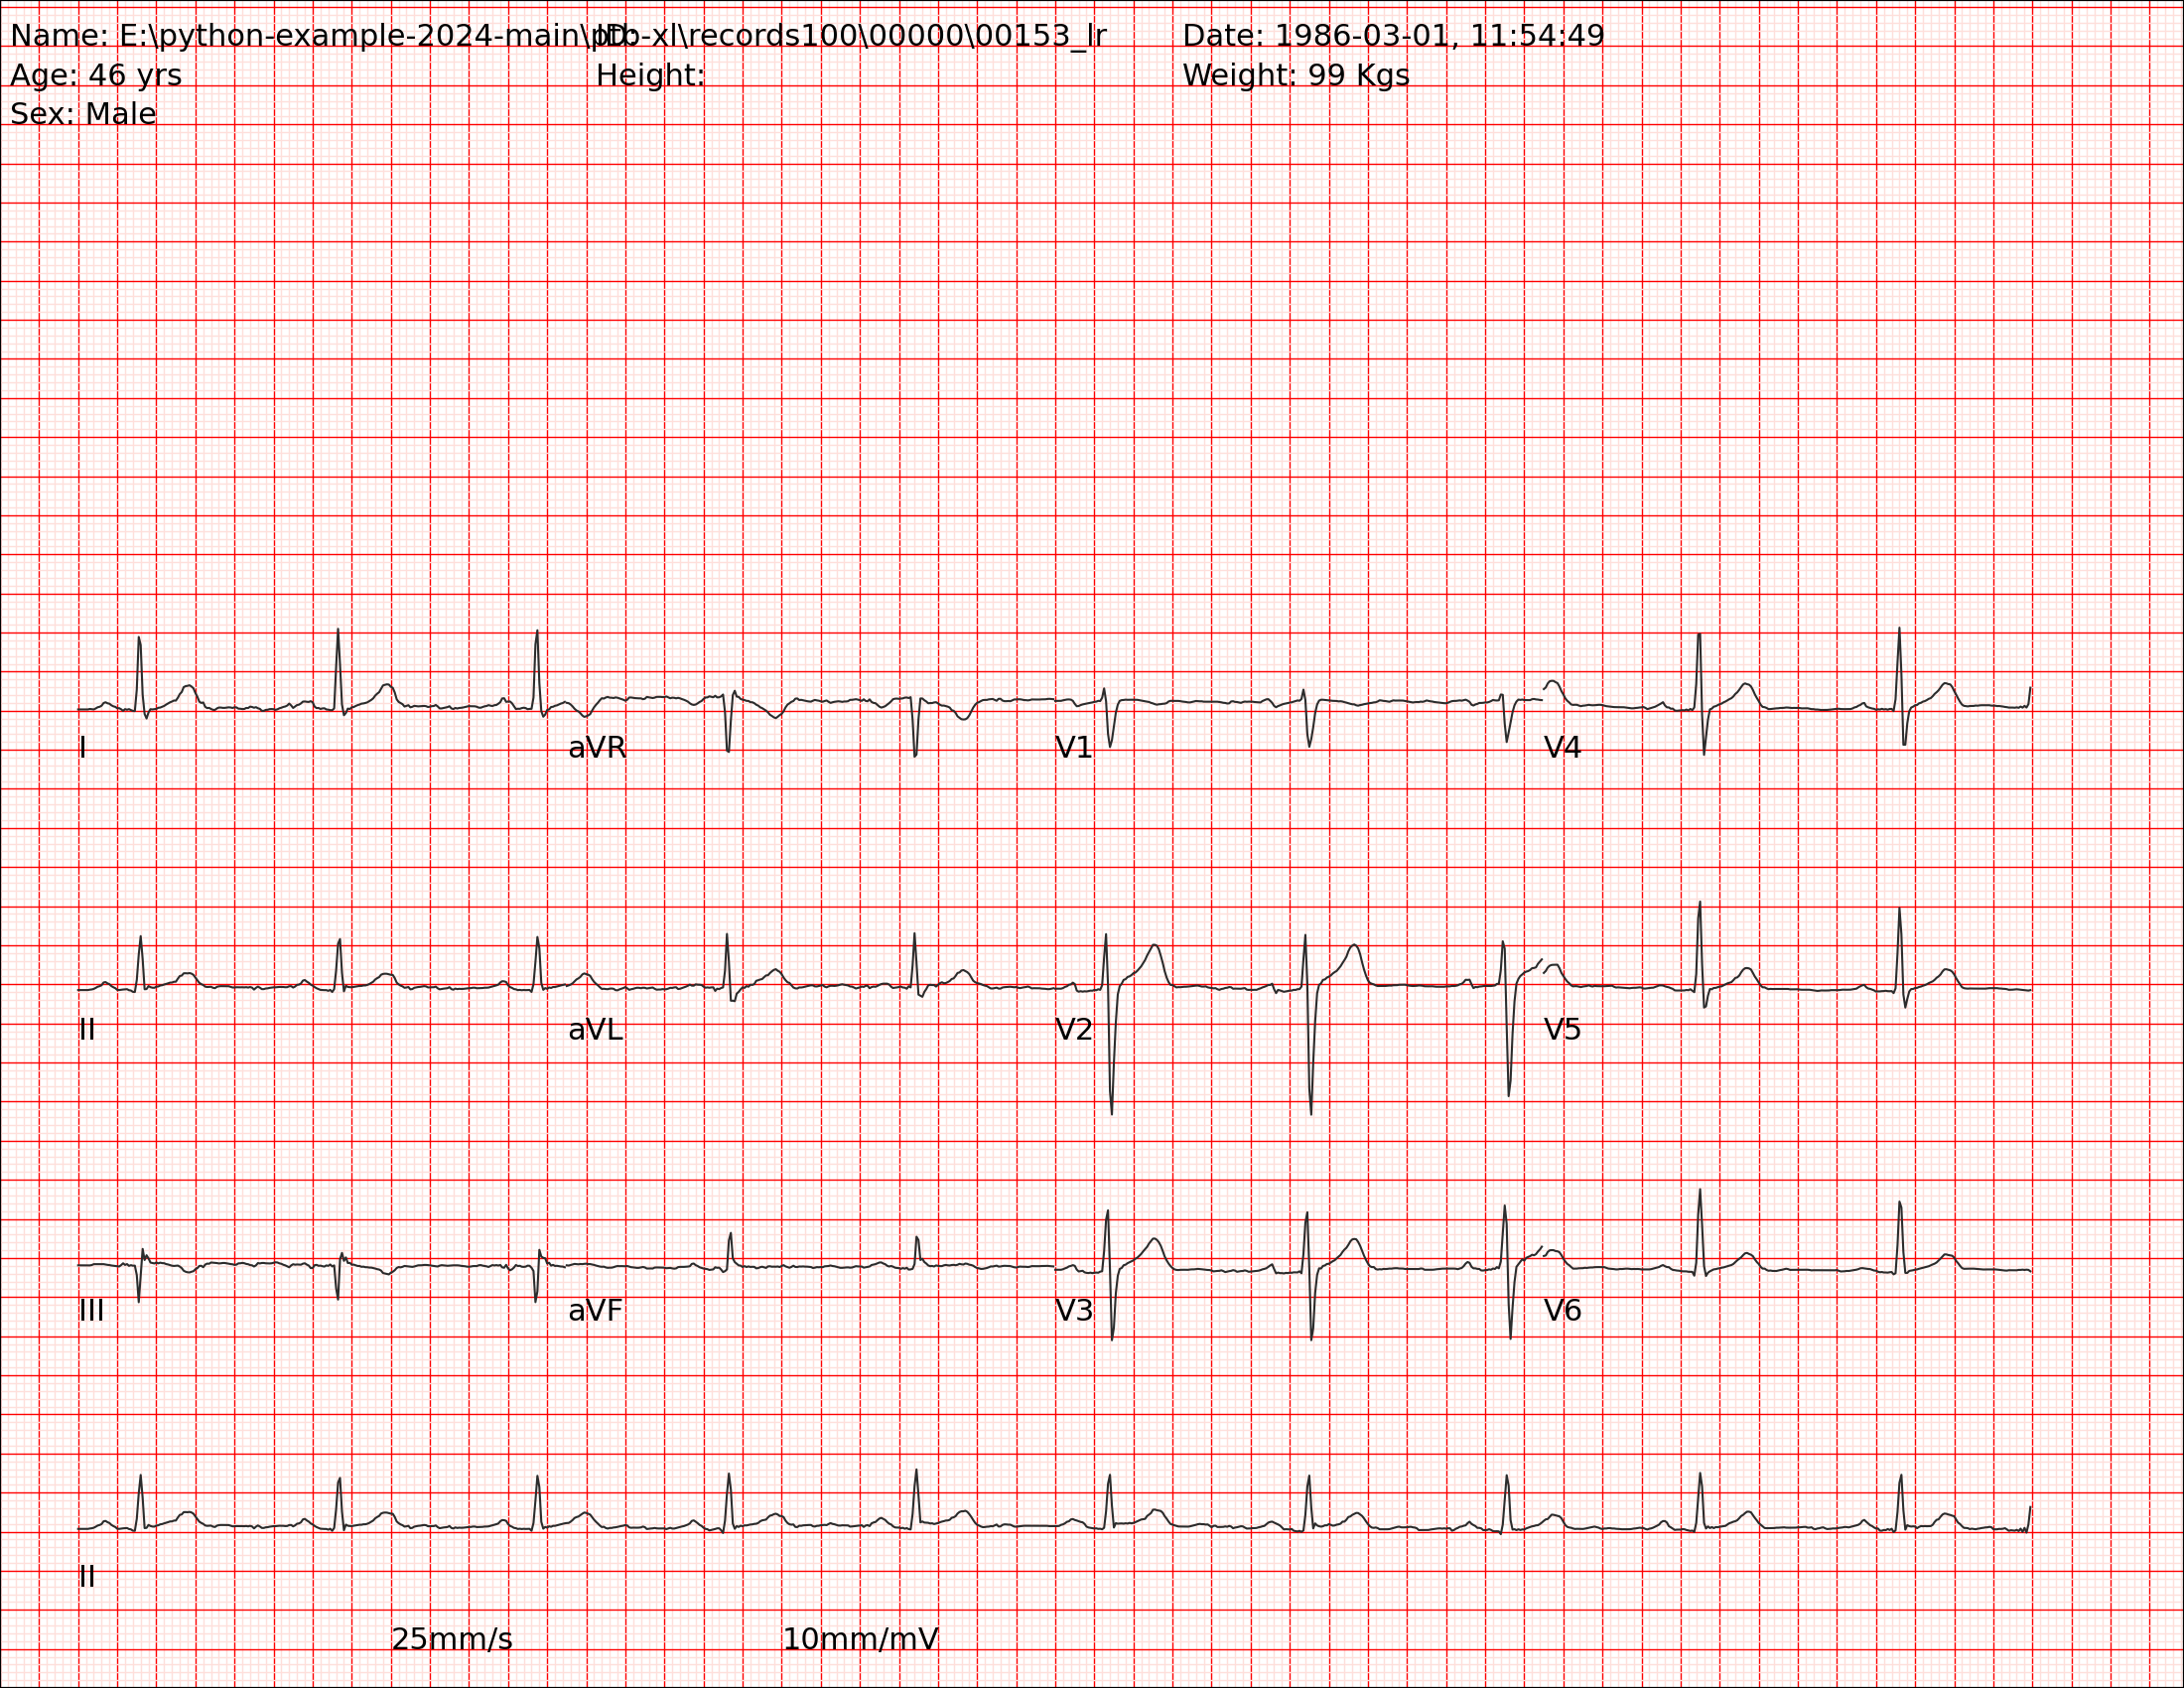 Name: E:\python-example-2024-main\ptb-xl\records100\00000\00153_lr ID: Date: 1986-03-01, 11:54:49
Age: 46 yrs Height: Weight: 99 Kgs
Sex: Male
I aVR V1 V4
II aVL V2 V5
III aVF V3 V6
II
25mm/s 10mm/mV